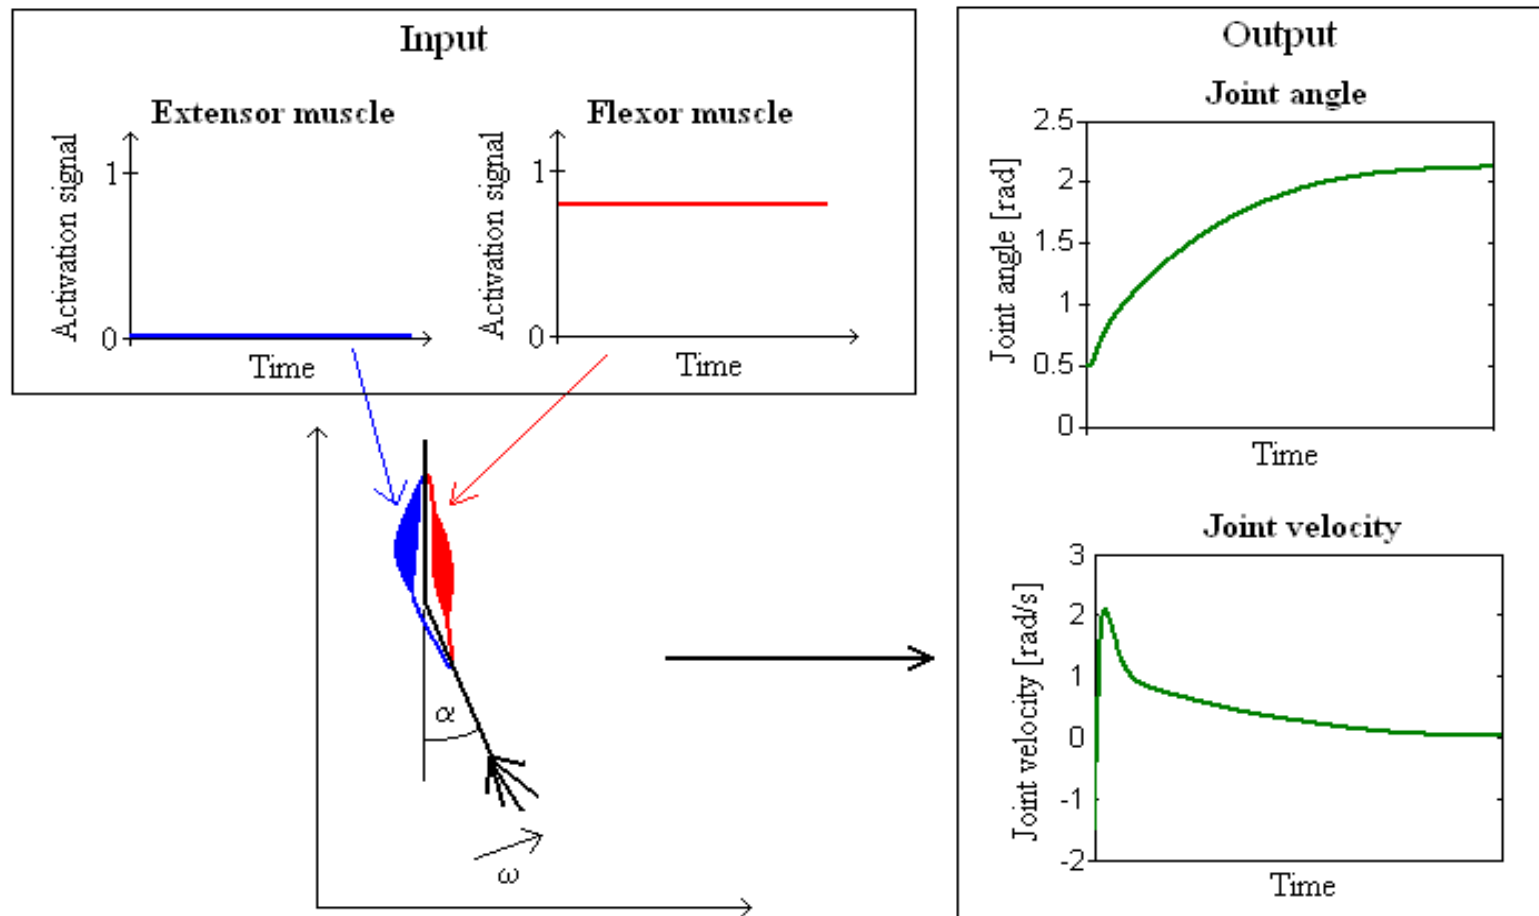 Input
Extensor muscle
Activation signal
1
0
Time
Flexor muscle
Activation signal
1
0
Time
α
ω
Output
Joint angle
Joint angle [rad]
2.5
2
1.5
1
0.5
0
Time
Joint velocity
Joint velocity [rad/s]
3
2
1
0
-1
-2
Time